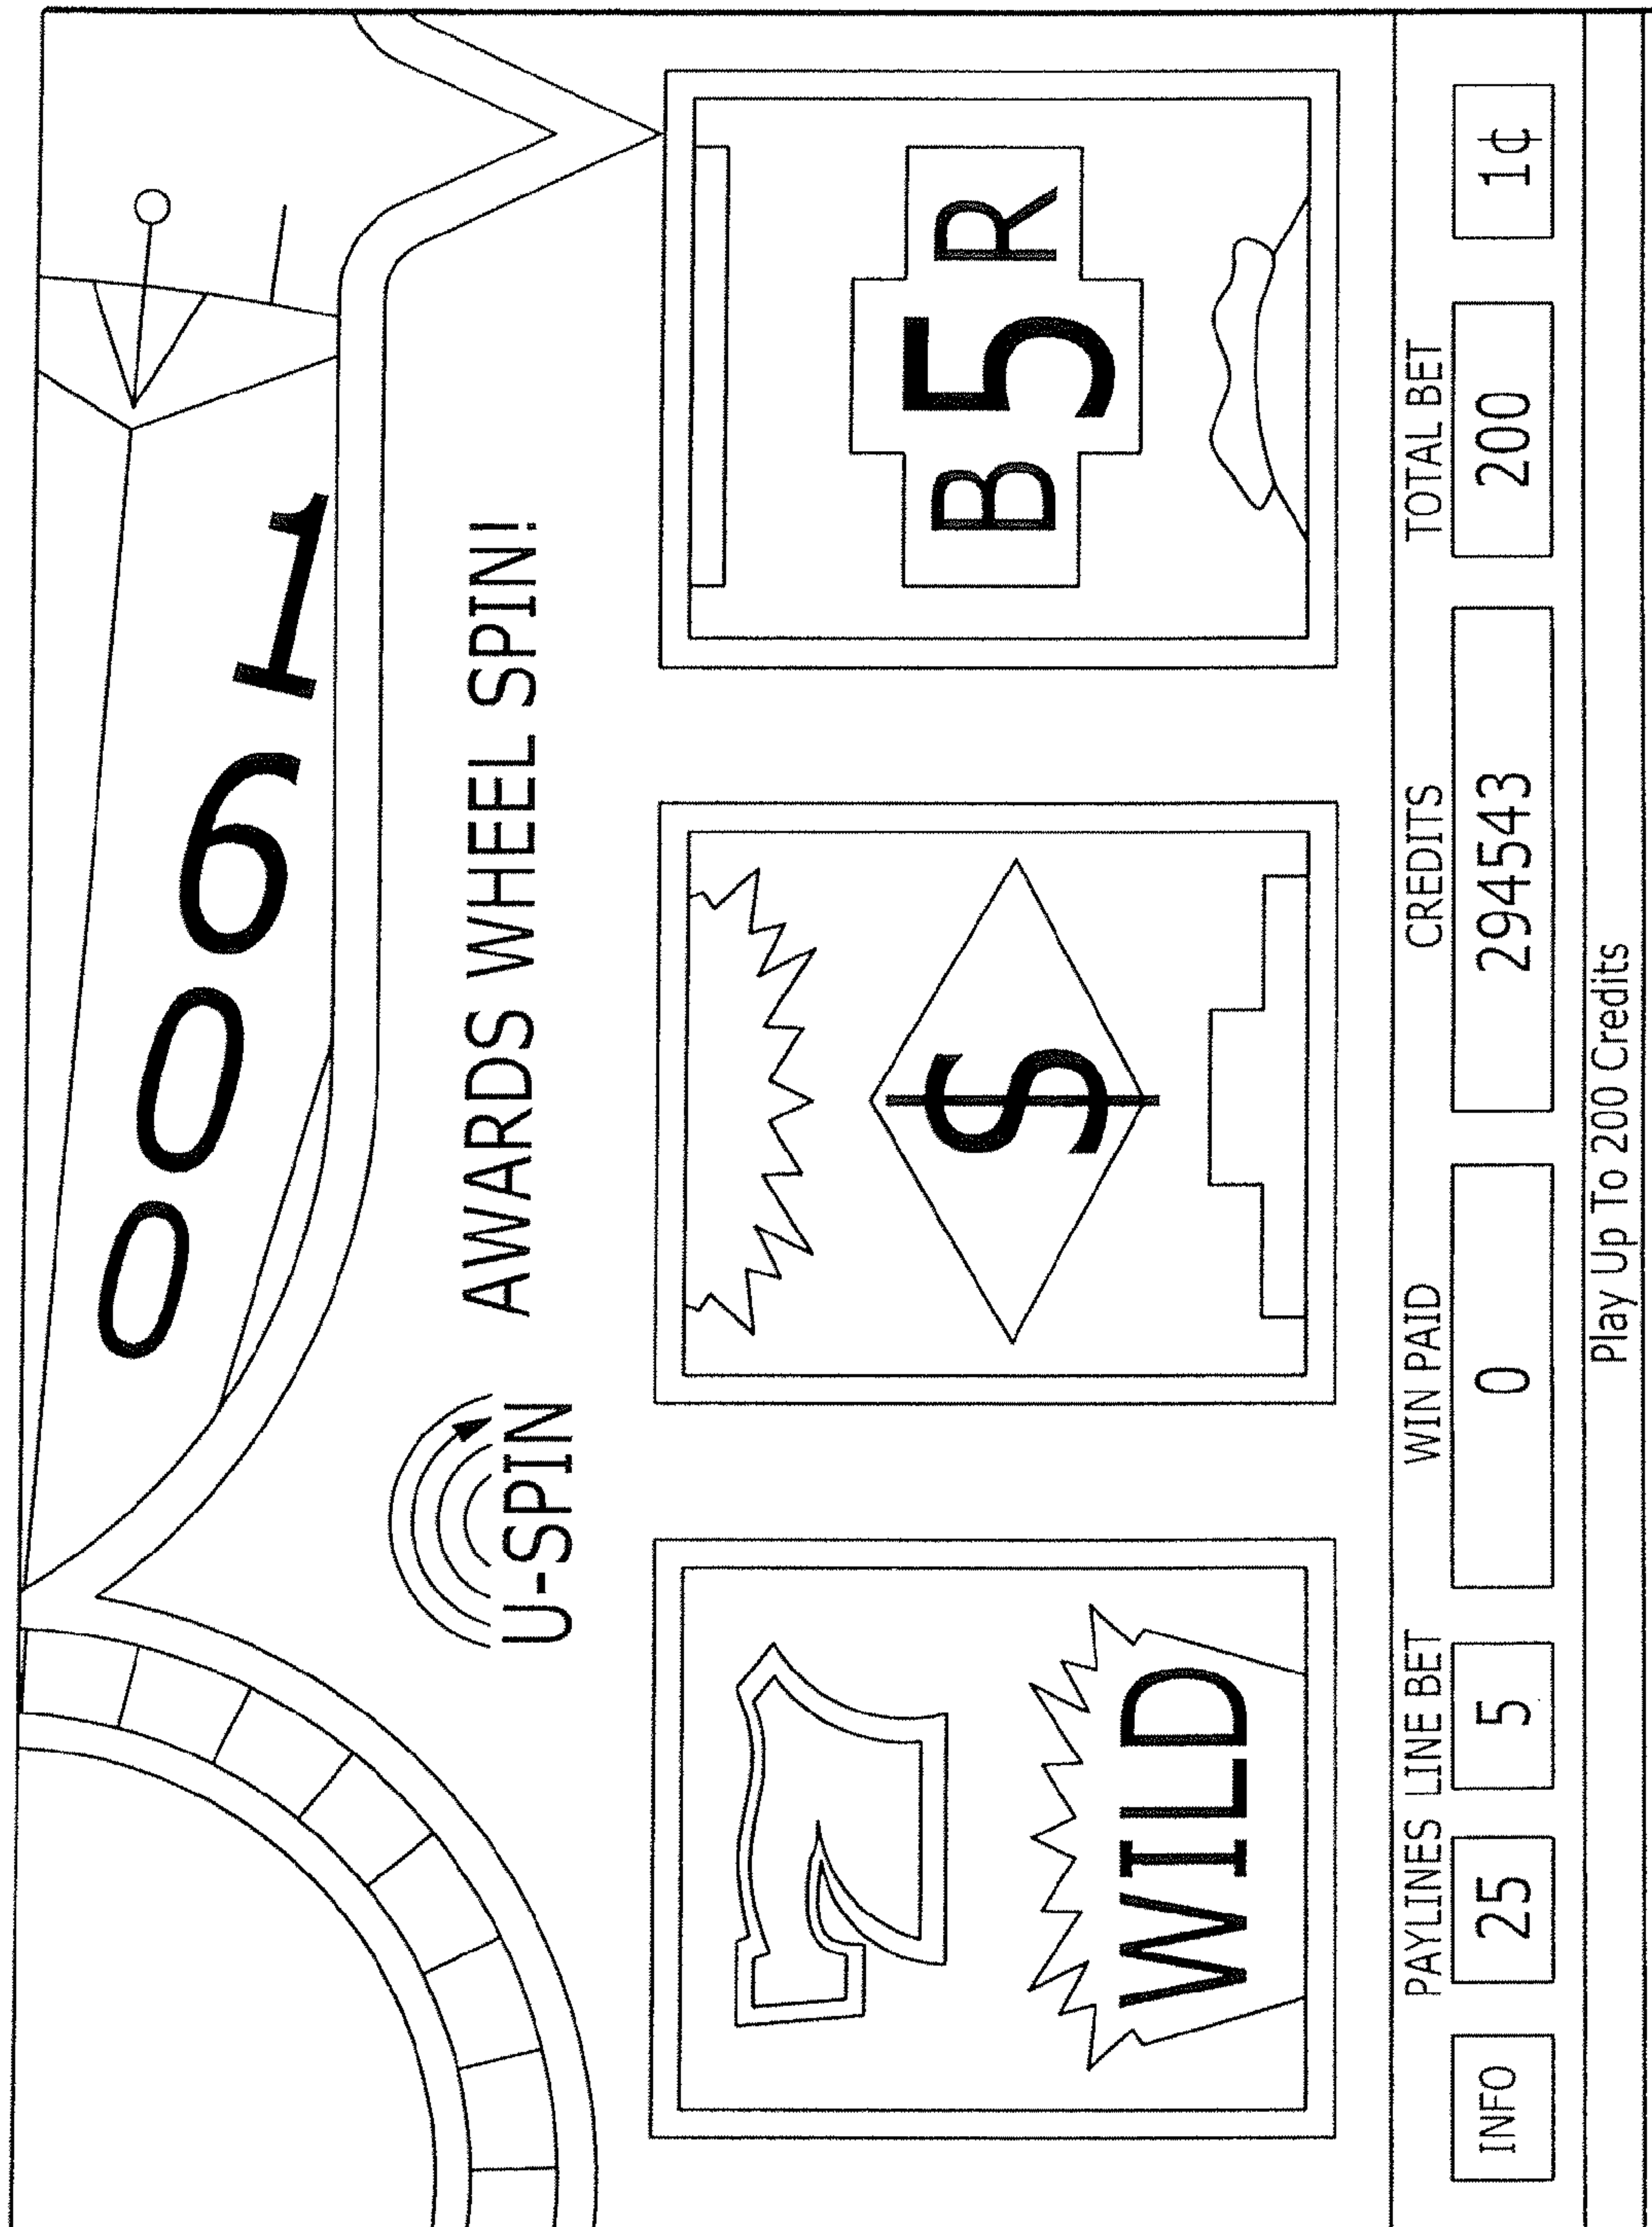 1600
U-SPIN AWARDS WHEEL SPIN!
7
$
B5R
WILD
PAYLINES LINE BET WIN PAID CREDITS TOTAL BET
INFO 25 5 0 294543 200 1¢
Play Up To 200 Credits